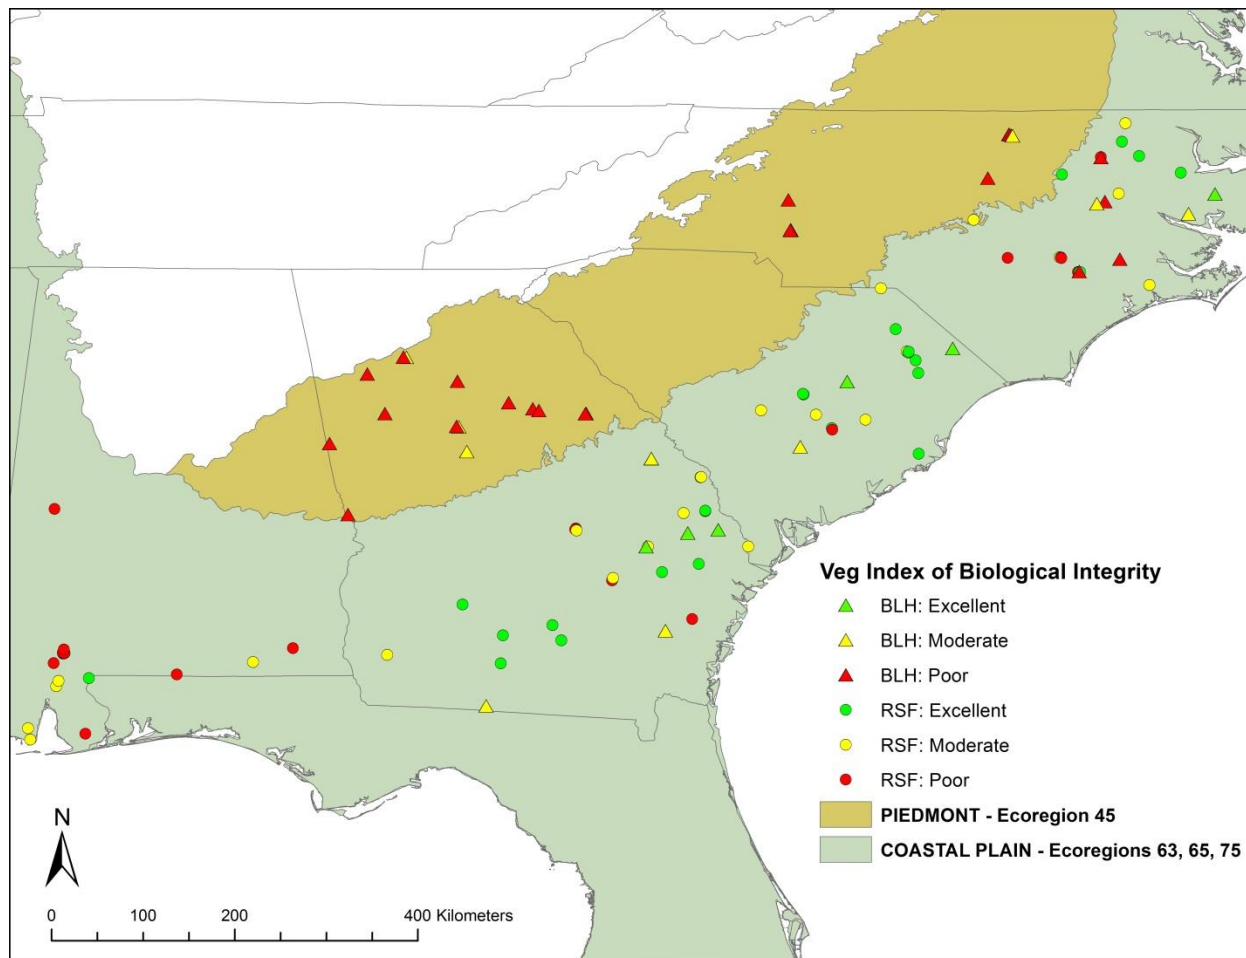 Veg Index of Biological Integrity
BLH: Excellent
BLH: Moderate
BLH: Poor
RSF: Excellent
RSF: Moderate
RSF: Poor
PIEDMONT - Ecoregion 45
COASTAL PLAIN - Ecoregions 63, 65, 75
N
0 100 200 400 Kilometers